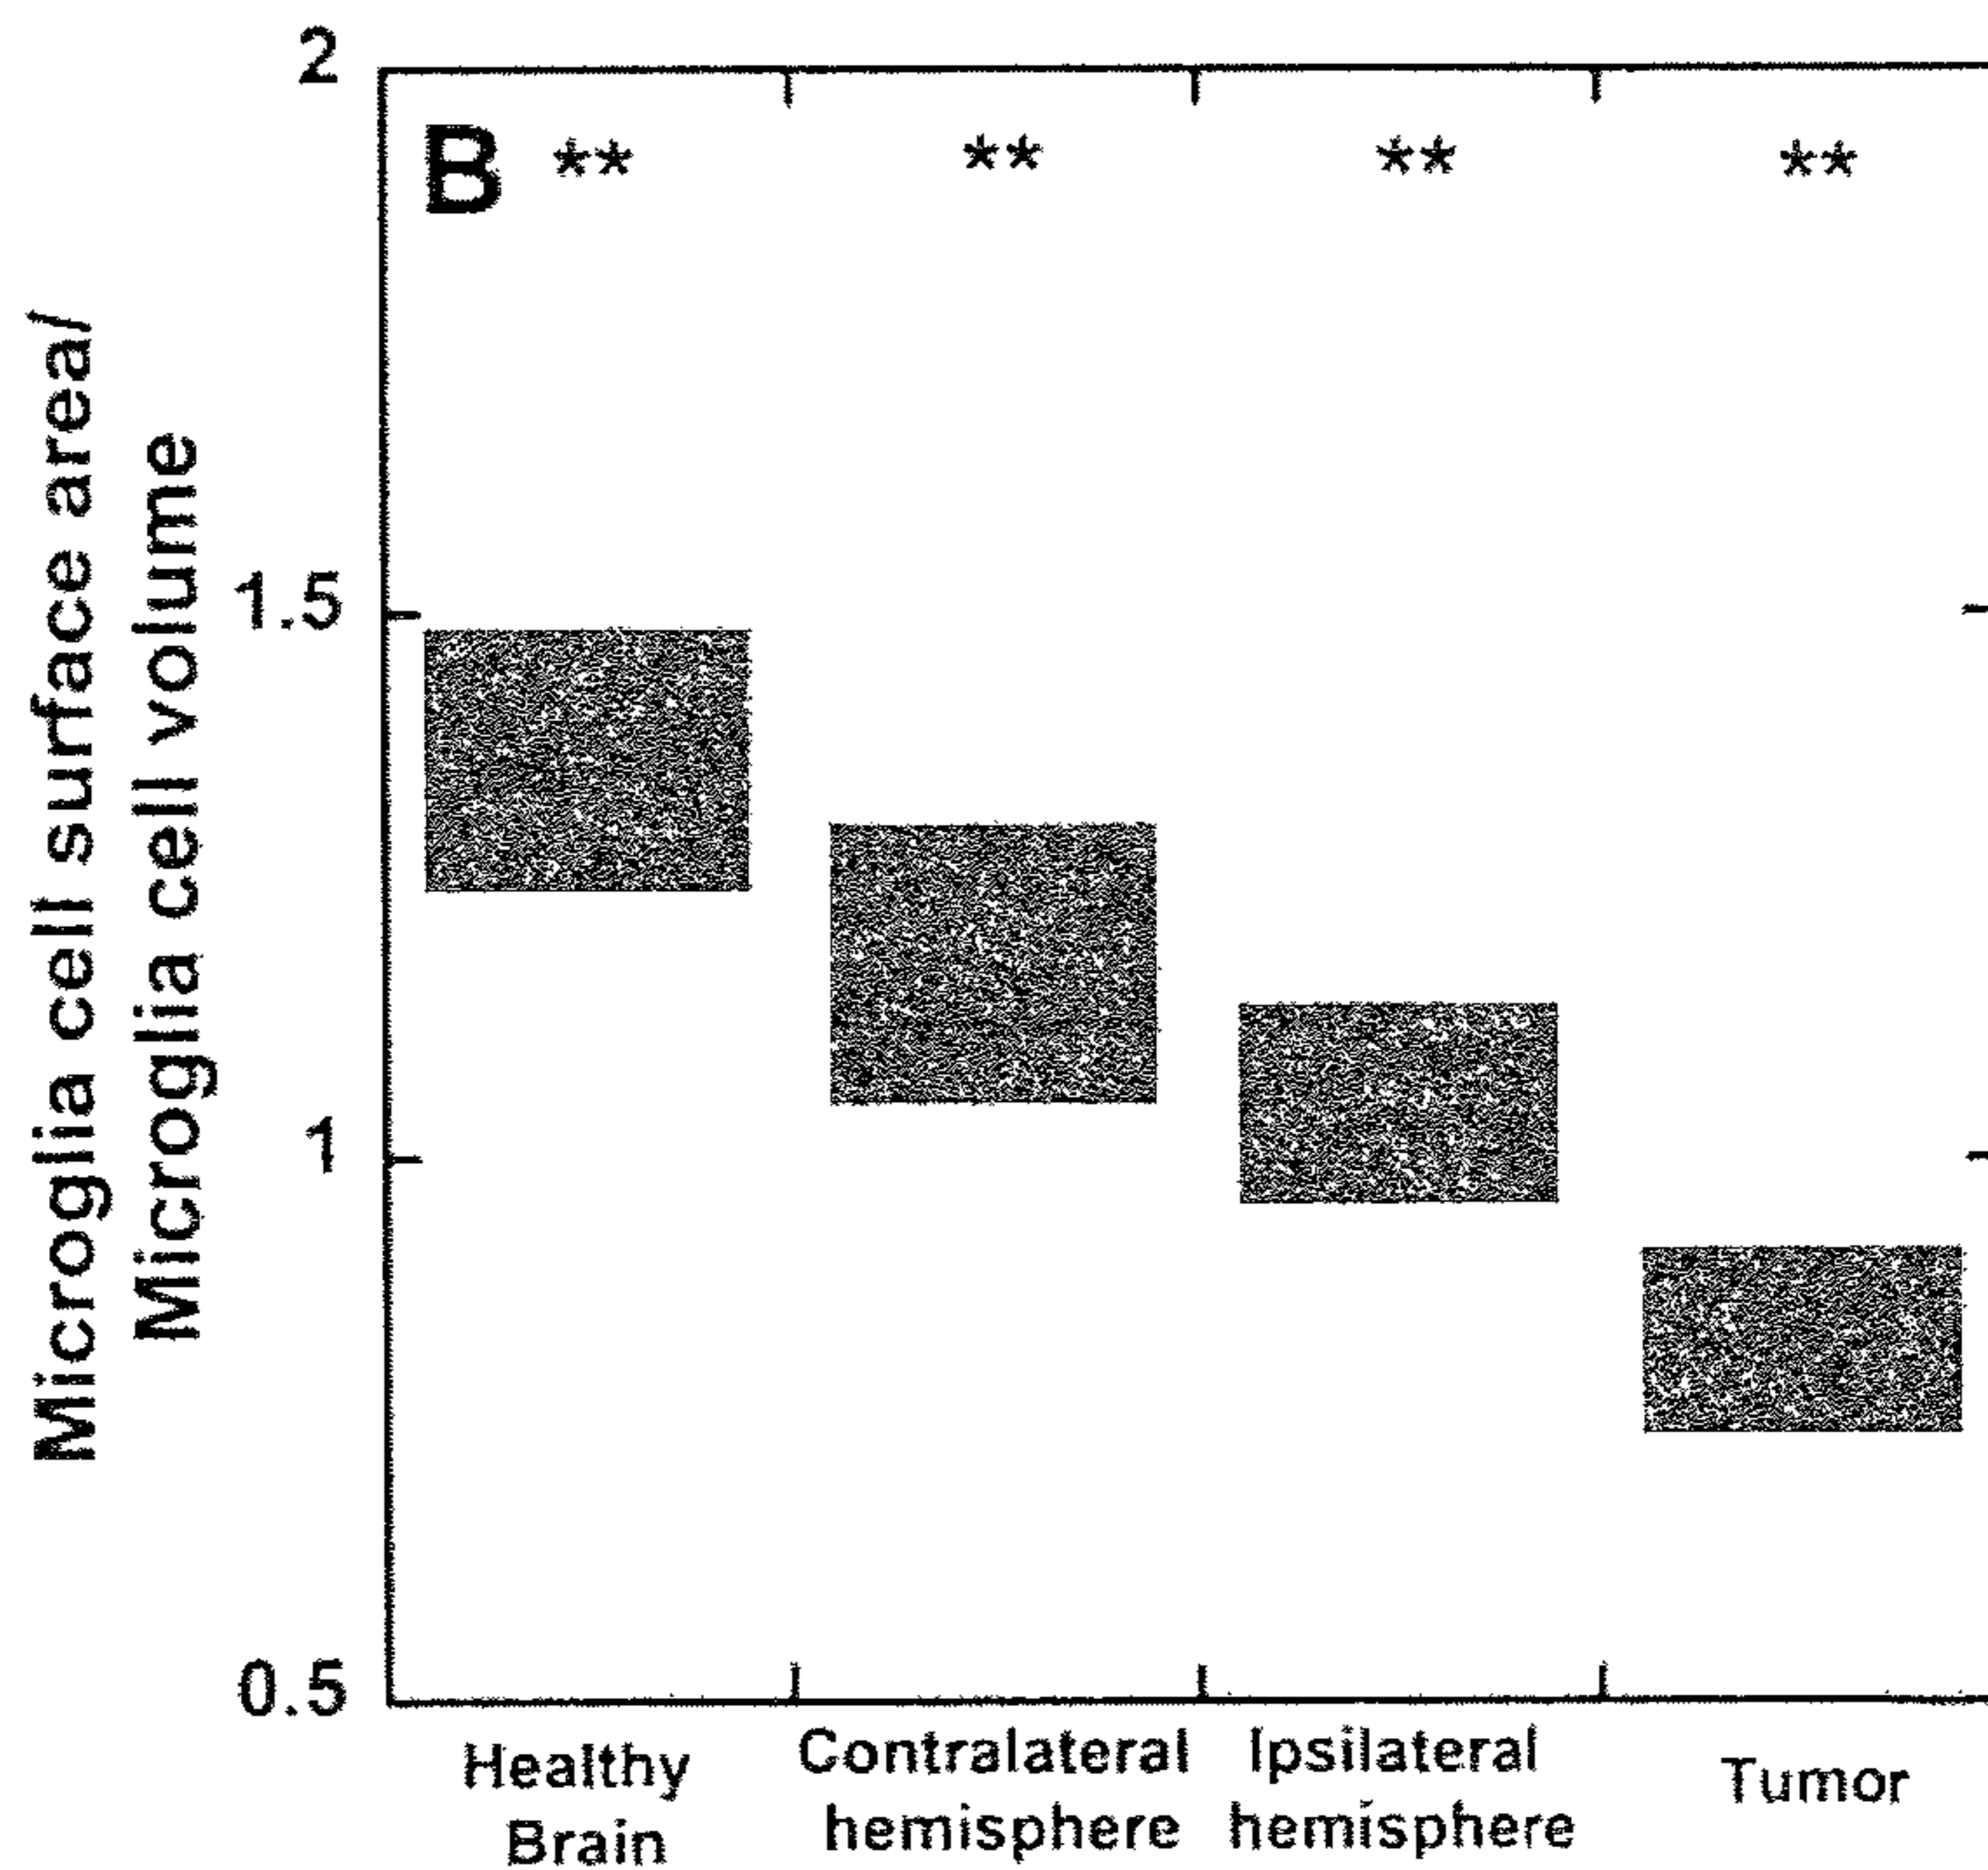 2
B ** ** ** **
1.5
1
0.5
Microglia cell surface area/
Microglia cell volume
Healthy
Brain
Contralateral
hemisphere
Ipsilateral
hemisphere
Tumor